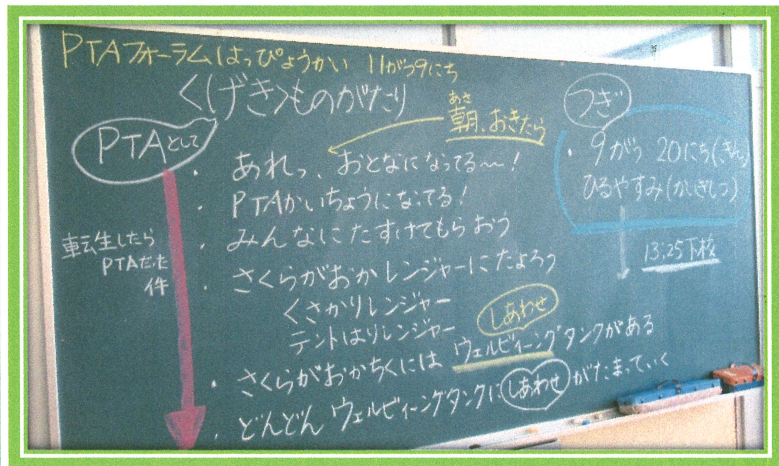 PTAフォーラムはっぴょうかい 11がつ9にち
<げき>ものがたり
あさ
朝、おきたら
PTAとして
・あれっ、おとなになってる〜!
・PTAかいちょうになってる!
・みんなにたすけてもらおう
・さくらがおかレンジャーにたよろう
くさかりレンジャー
テントはりレンジャー
しあわせ
・さくらがおかちくには ウェルビィーイングタンクがある
・どんどん ウェルビィーイングタンクにしあわせがたまっていく
転生したら
PTAだった
件
つぎ
・9がつ 20にち(きん)
ひるやすみ(かいぎしつ)
13:25下校